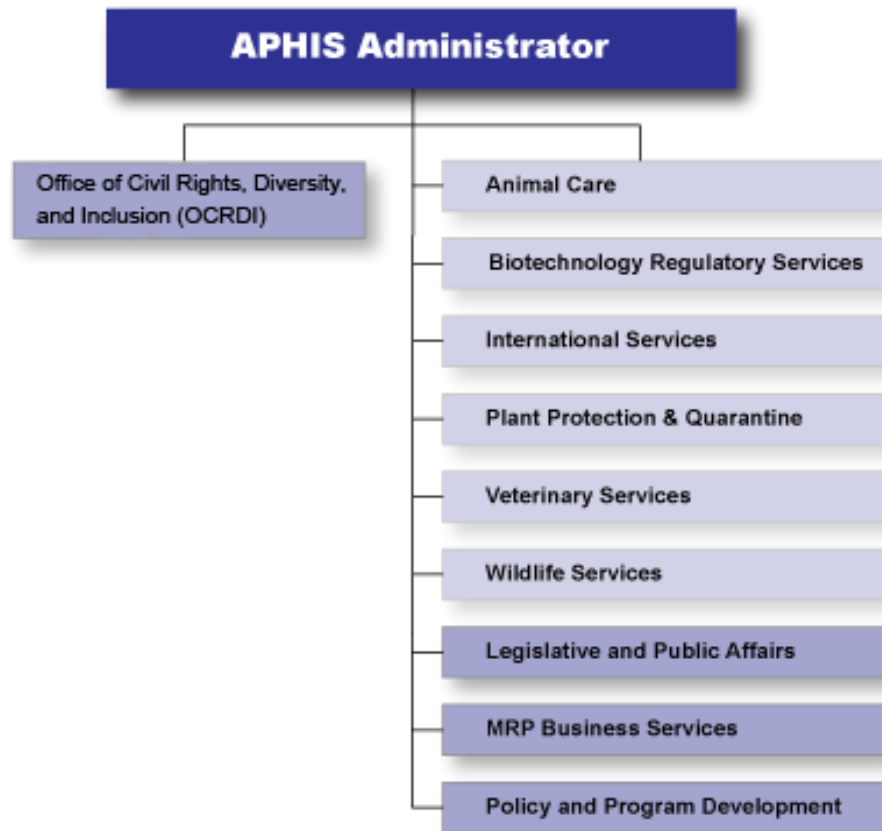 APHIS Administrator
Office of Civil Rights, Diversity,
and Inclusion (OCRDI)
Animal Care
Biotechnology Regulatory Services
International Services
Plant Protection & Quarantine
Veterinary Services
Wildlife Services
Legislative and Public Affairs
MRP Business Services
Policy and Program Development